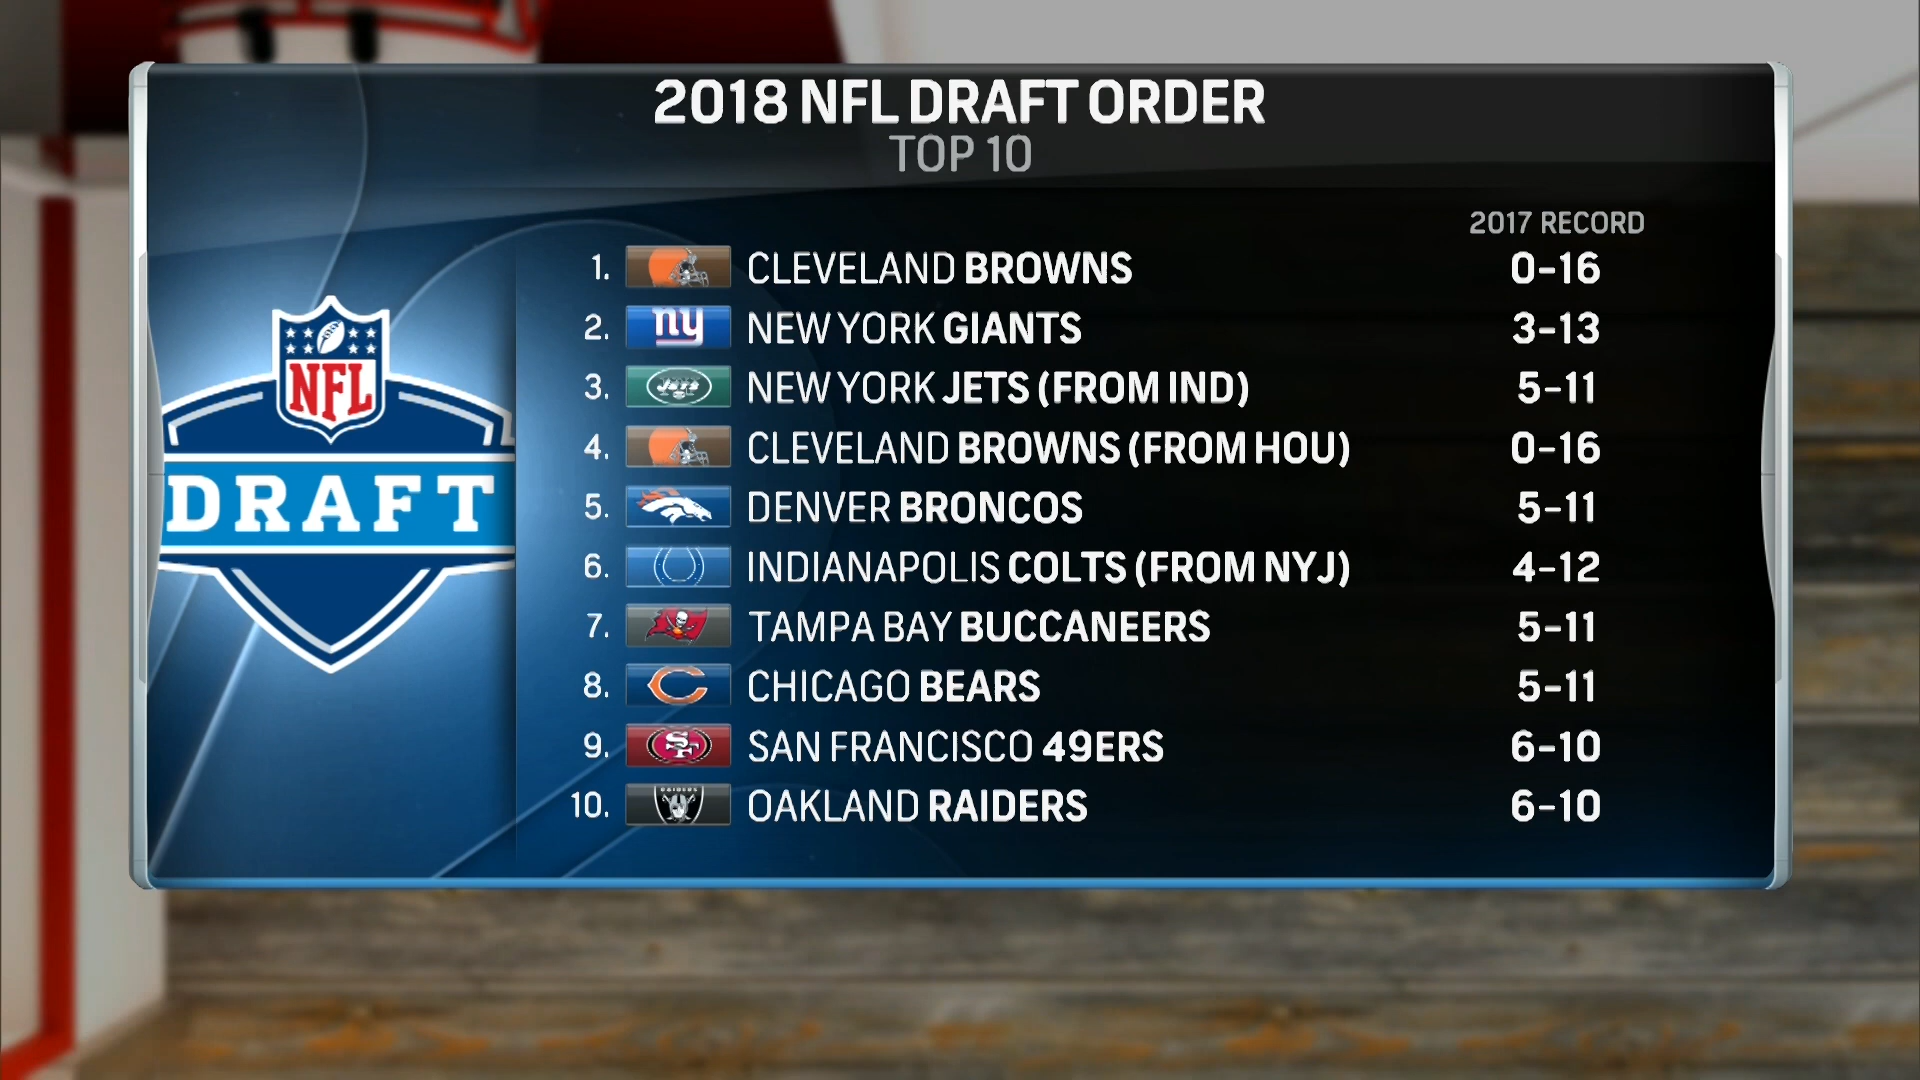 2018 NFL DRAFT ORDER
TOP 10
2017 RECORD
1. CLEVELAND BROWNS 0-16
2. ny NEW YORK GIANTS 3-13
3. JETS NEW YORK JETS (FROM IND) 5-11
4. CLEVELAND BROWNS (FROM HOU) 0-16
5. DENVER BRONCOS 5-11
6. INDIANAPOLIS COLTS (FROM NYJ) 4-12
7. TAMPA BAY BUCCANEERS 5-11
8. C CHICAGO BEARS 5-11
9. SF SAN FRANCISCO 49ERS 6-10
10. RAIDERS OAKLAND RAIDERS 6-10
NFL
DRAFT